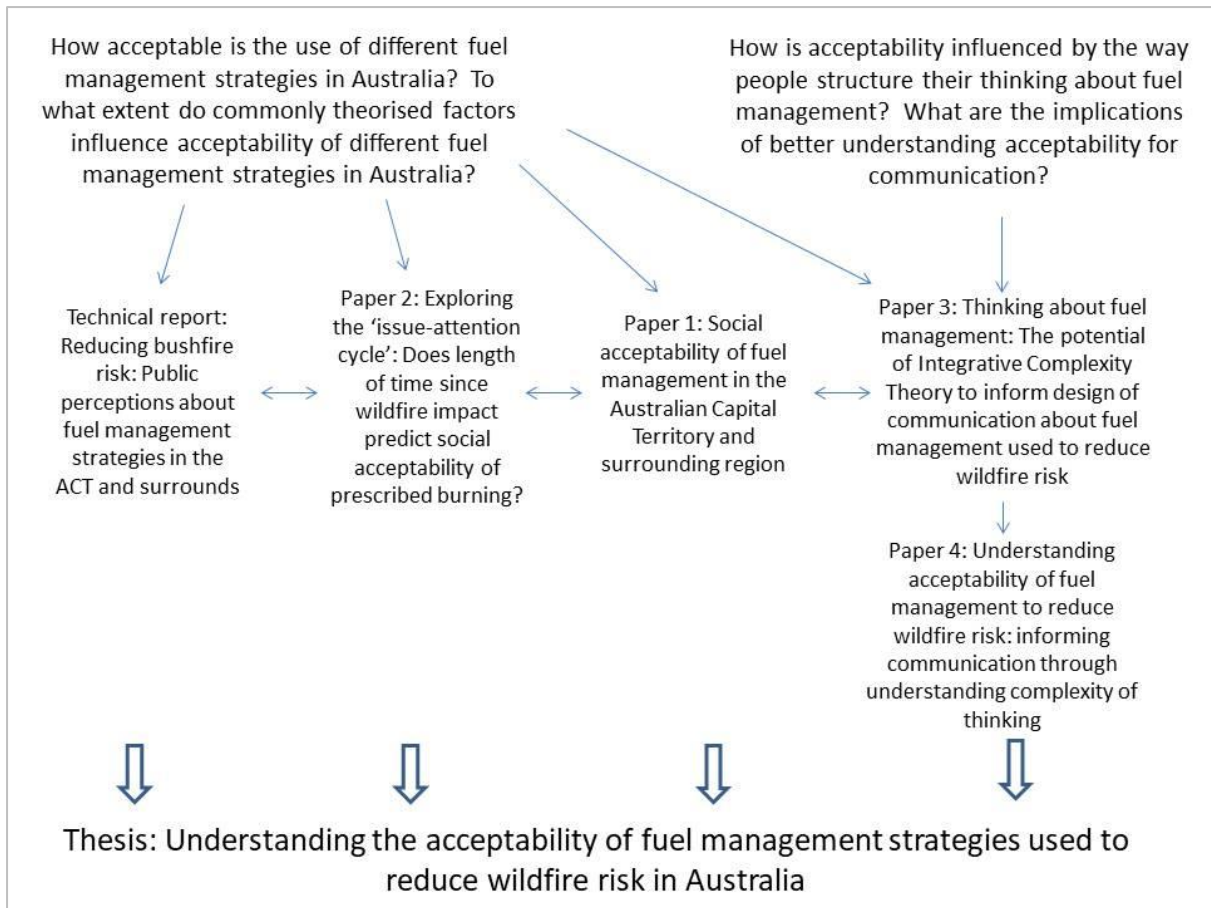 How acceptable is the use of different fuel
management strategies in Australia? To
what extent do commonly theorised factors
influence acceptability of different fuel
management strategies in Australia?
How is acceptability influenced by the way
people structure their thinking about fuel
management? What are the implications
of better understanding acceptability for
communication?
Technical report:
Reducing bushfire
risk: Public
perceptions about
fuel management
strategies in the
ACT and surrounds
Paper 2: Exploring
the ‘issue-attention
cycle’: Does length
of time since
wildfire impact
predict social
acceptability of
prescribed burning?
Paper 1: Social
acceptability of fuel
management in the
Australian Capital
Territory and
surrounding region
Paper 3: Thinking about fuel
management: The potential
of Integrative Complexity
Theory to inform design of
communication about fuel
management used to reduce
wildfire risk
Paper 4: Understanding
acceptability of fuel
management to reduce
wildfire risk: informing
communication through
understanding complexity of
thinking
Thesis: Understanding the acceptability of fuel management strategies used to
reduce wildfire risk in Australia